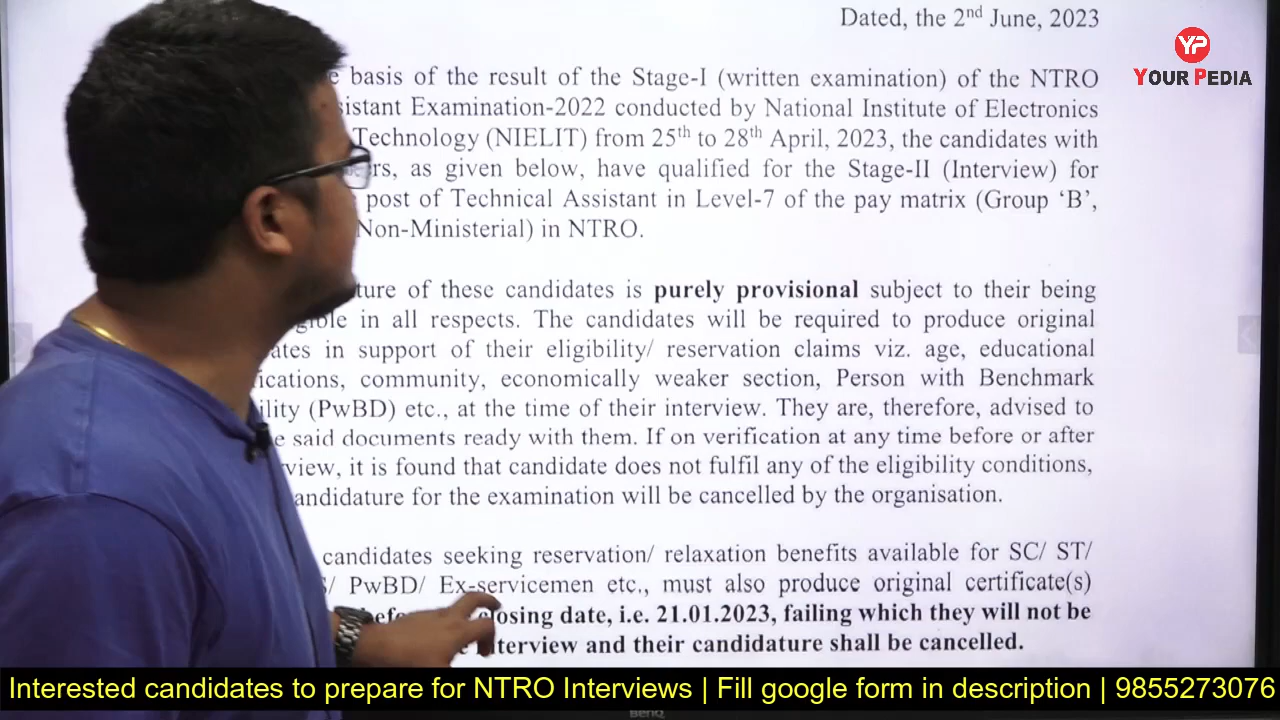 Dated, the 2nd June, 2023
YP
YOUR PEDIA
basis of the result of the Stage-I (written examination) of the NTRO
Examination-2022 conducted by National Institute of Electronics
Technology (NIELIT) from 25th to 28th April, 2023, the candidates with
as given below, have qualified for the Stage-II (Interview) for
post of Technical Assistant in Level-7 of the pay matrix (Group ‘B’,
Non-Ministerial) in NTRO.
of these candidates is purely provisional subject to their being
in all respects. The candidates will be required to produce original
in support of their eligibility/ reservation claims viz. age, educational
community, economically weaker section, Person with Benchmark
(PwBD) etc., at the time of their interview. They are, therefore, advised to
said documents ready with them. If on verification at any time before or after
it is found that candidate does not fulfil any of the eligibility conditions,
andidature for the examination will be cancelled by the organisation.
candidates seeking reservation/ relaxation benefits available for SC/ ST/
PwBD/ Ex-servicemen etc., must also produce original certificate(s)
losing date, i.e. 21.01.2023, failing which they will not be
terview and their candidature shall be cancelled.
Interested candidates to prepare for NTRO Interviews | Fill google form in description | 9855273076
BenQ